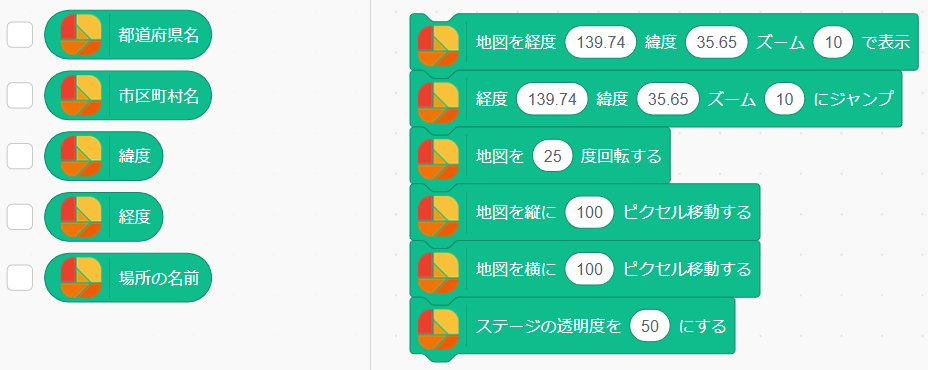 都道府県名
市区町村名
緯度
経度
場所の名前
地図を経度 139.74 緯度 35.65 ズーム 10 で表示
経度 139.74 緯度 35.65 ズーム 10 にジャンプ
地図を 25 度回転する
地図を縦に 100 ピクセル移動する
地図を横に 100 ピクセル移動する
ステージの透明度を 50 にする